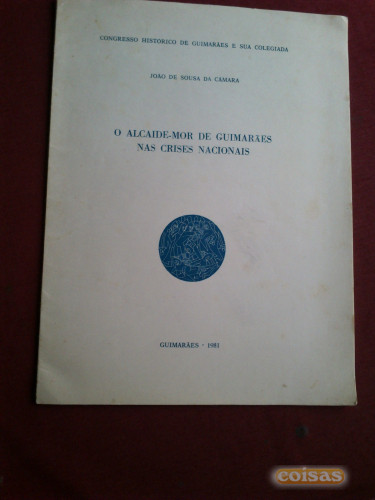 CONGRESSO HISTÓRICO DE GUIMARÃES E SUA COLEGIADA
JOÃO DE SOUSA DA CÂMARA
O ALCAIDE-MOR DE GUIMARÃES
NAS CRISES NACIONAIS
GUIMARÃES - 1981
coisas